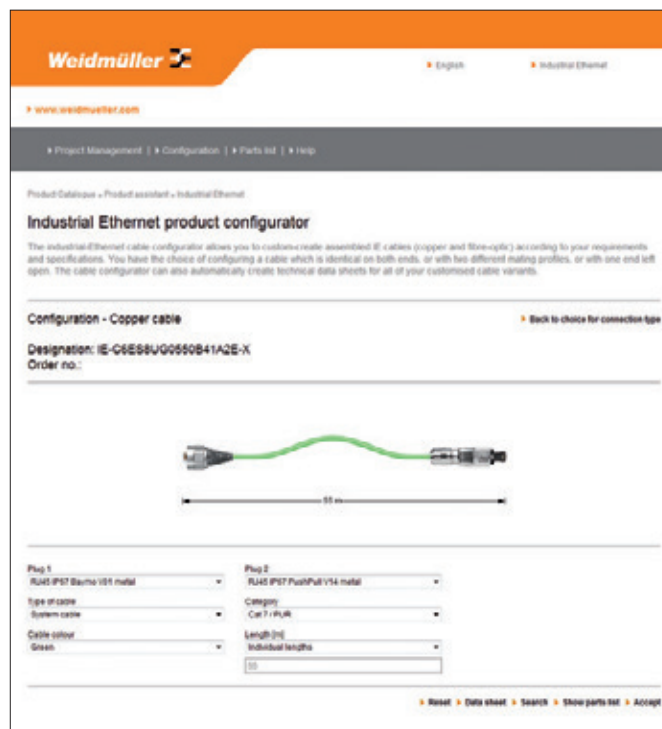 Weidmüller
English
Industrial Ethernet
www.weidmueller.com
Project Management | Configuration | Parts list | Help
Product Catalogue » Product assistant » Industrial Ethernet
Industrial Ethernet product configurator
The industrial-Ethernet cable configurator allows you to custom-create assembled IE-cables (copper and fibre-optic) according to your requirements
and specifications. You have the choice of configuring a cable which is identical on both ends, or with two different mating profiles, or with one end left
open. The cable configurator can also automatically create technical data sheets for all of your customised cable variants.
Configuration - Copper cable
Back to choice for connection type
Designation: IE-C6ES8UG0550B41A2E-X
Order no.:
55 m
Plug 1
Plug 2
RJ45 IP67 Bayno V01 metal
RJ45 IP67 PushPull V14 metal
Type of cable
Category
System cable
Cat 7 / PUR
Cable colour
Length [m]
Green
Individual lengths
55
Reset
Data sheet
Search
Show parts list
Accept